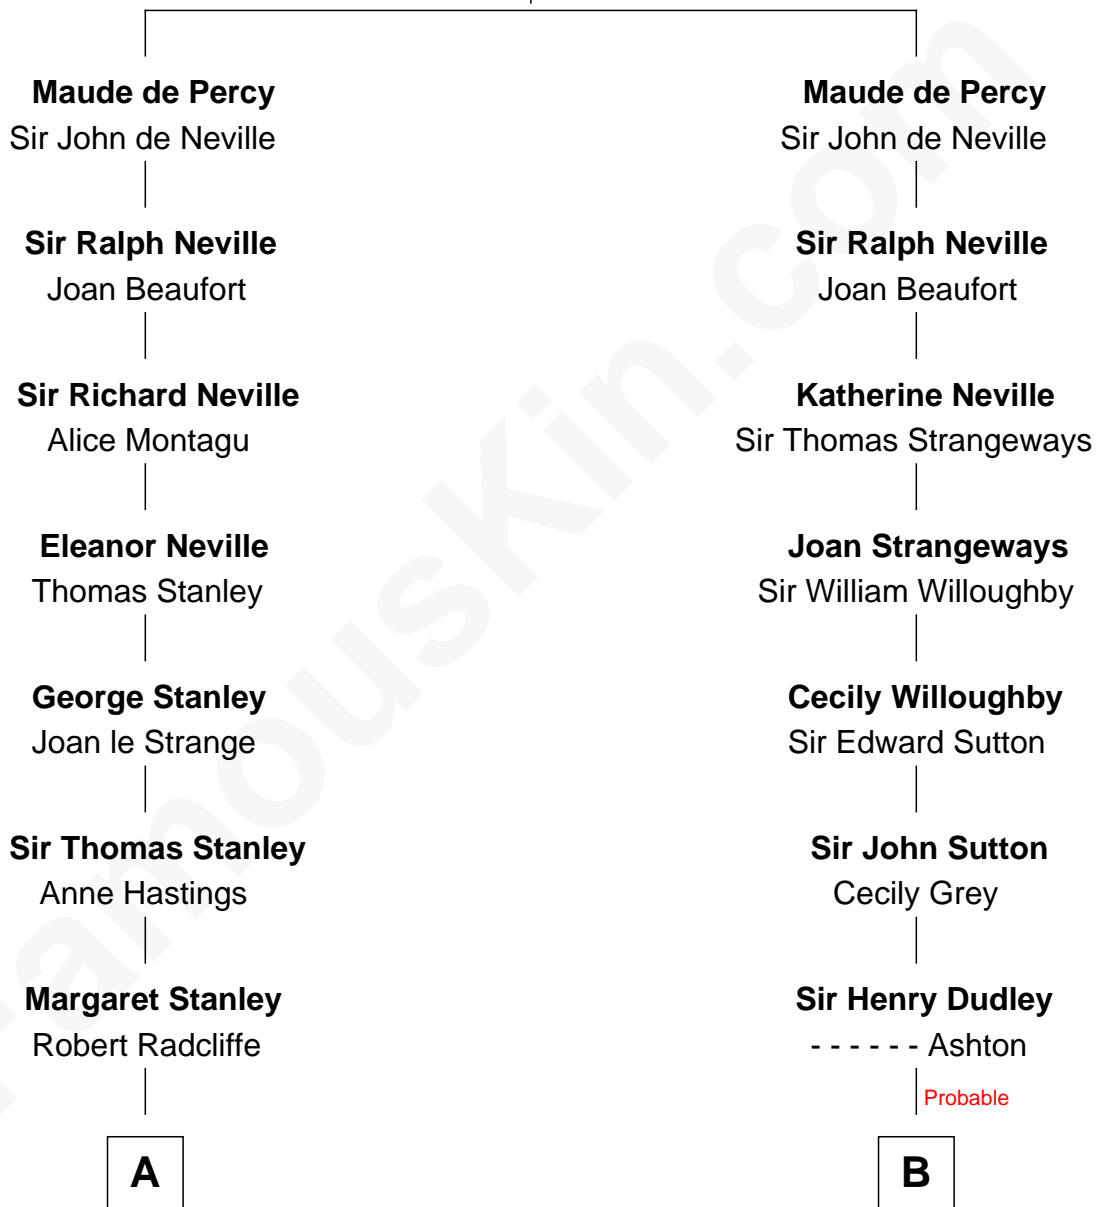 Maude de Percy
Sir John de Neville
Sir Ralph Neville
Joan Beaufort
Sir Richard Neville
Alice Montagu
Eleanor Neville
Thomas Stanley
George Stanley
Joan le Strange
Sir Thomas Stanley
Anne Hastings
Margaret Stanley
Robert Radcliffe
A
Maude de Percy
Sir John de Neville
Sir Ralph Neville
Joan Beaufort
Katherine Neville
Sir Thomas Strangeways
Joan Strangeways
Sir William Willoughby
Cecily Willoughby
Sir Edward Sutton
Sir John Sutton
Cecily Grey
Sir Henry Dudley
- - - - - - Ashton
Probable
B
FamousKin.com